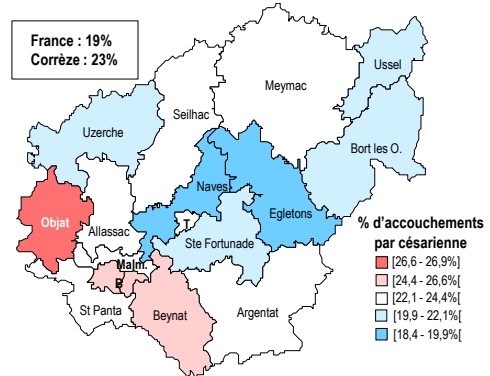 France : 19%
Corrèze : 23%
Ussel
Meymac
Seilhac
Uzerche
Bort les O.
Naves
Objat
T
Egletons
Allassac
Ste Fortunade
Malm.
B
St Panta
Beynat
Argentat
% d'accouchements
par césarienne
[26,6 - 26,9%]
[24,4 - 26,6%[
[22,1 - 24,4%[
[19,9 - 22,1%[
[18,4 - 19,9%[